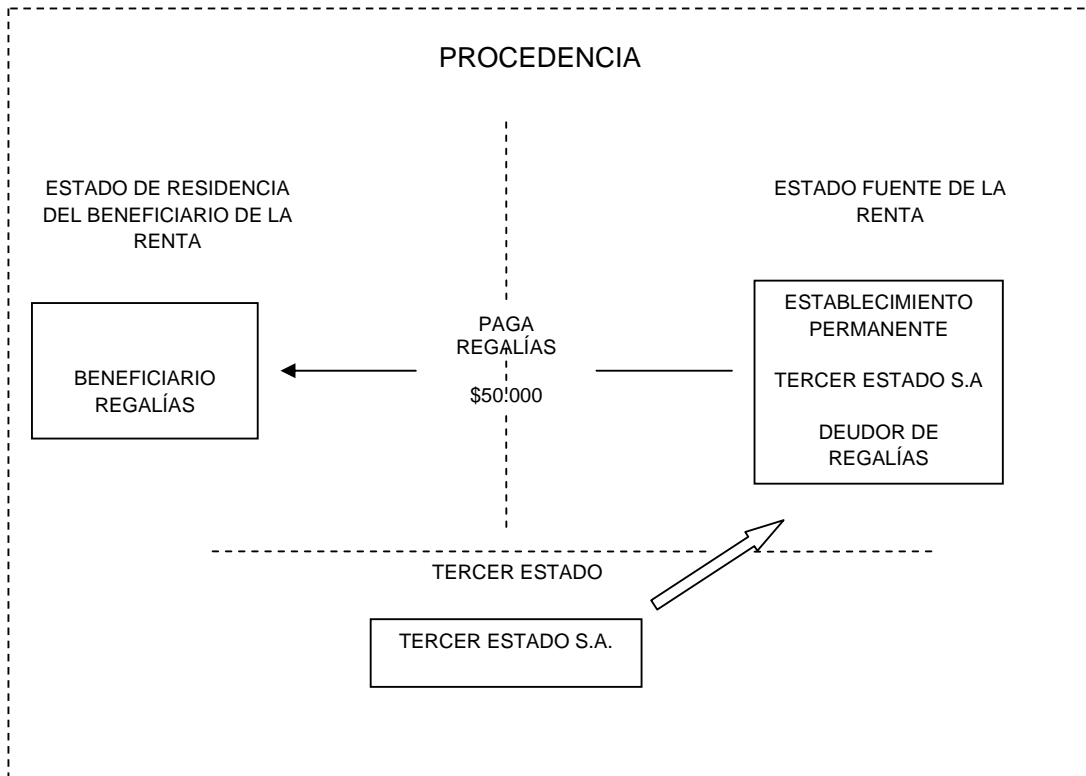 PROCEDENCIA
ESTADO DE RESIDENCIA
DEL BENEFICIARIO DE LA
RENTA
ESTADO FUENTE DE LA
RENTA
BENEFICIARIO
REGALÍAS
PAGA
REGALÍAS
$50.000
ESTABLECIMIENTO
PERMANENTE
TERCER ESTADO S.A
DEUDOR DE
REGALÍAS
TERCER ESTADO
TERCER ESTADO S.A.